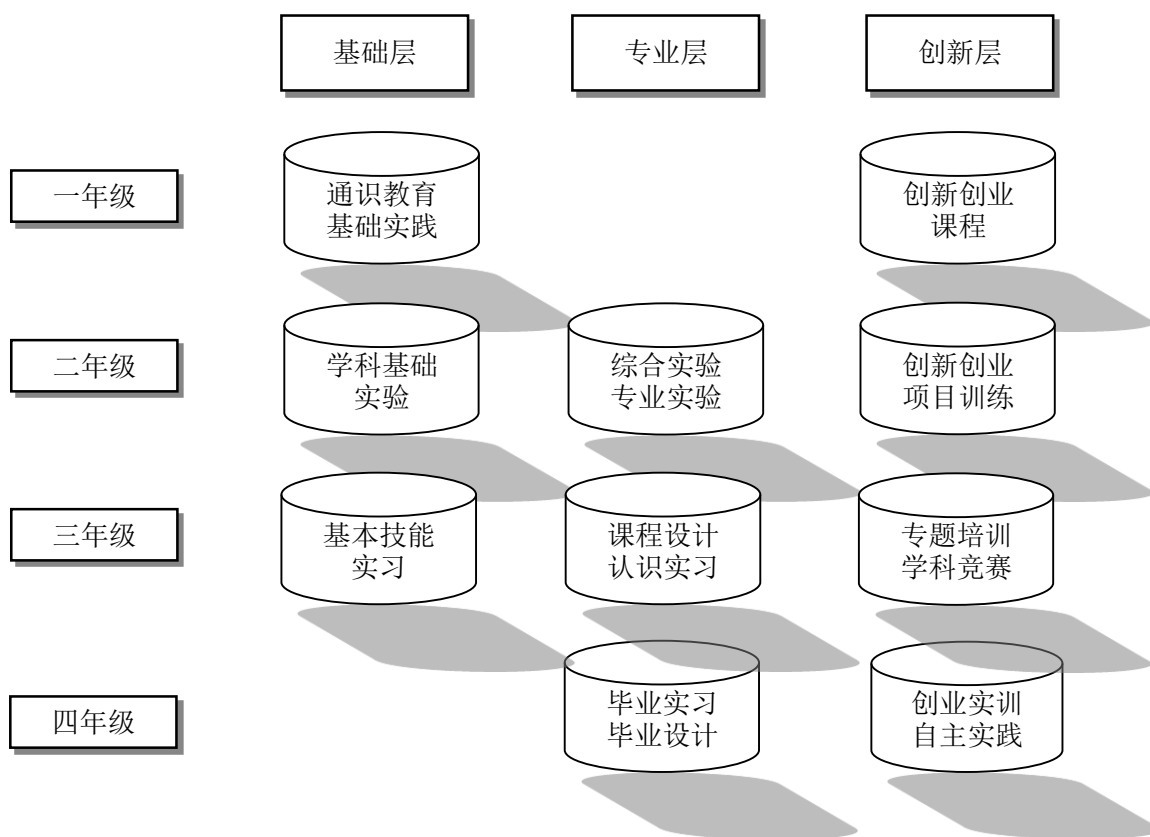 基础层
专业层
创新层
一年级
通识教育
基础实践
创新创业
课程
二年级
学科基础
实验
综合实验
专业实验
创新创业
项目训练
三年级
基本技能
实习
课程设计
认识实习
专题培训
学科竞赛
四年级
毕业实习
毕业设计
创业实训
自主实践